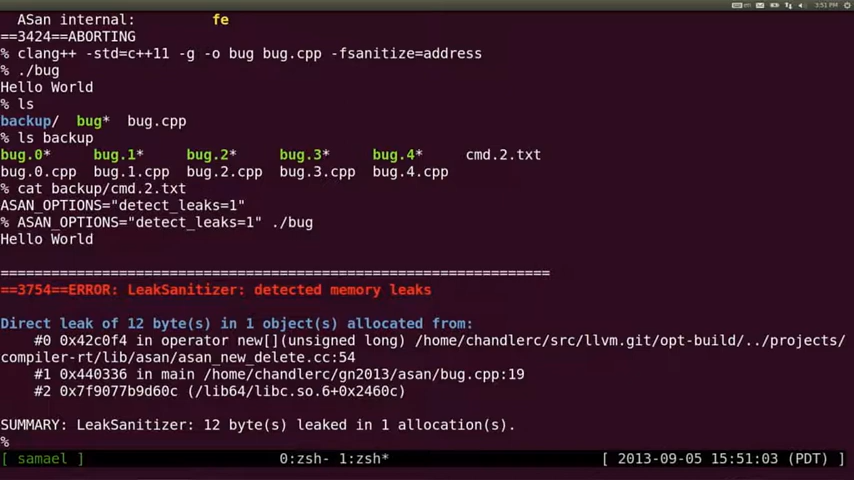 en 3:51 PM
ASan internal: fe
==3424==ABORTING
% clang++ -std=c++11 -g -o bug bug.cpp -fsanitize=address
% ./bug
Hello World
% ls
backup/ bug* bug.cpp
% ls backup
bug.0* bug.1* bug.2* bug.3* bug.4* cmd.2.txt
bug.0.cpp bug.1.cpp bug.2.cpp bug.3.cpp bug.4.cpp
% cat backup/cmd.2.txt
ASAN_OPTIONS="detect_leaks=1"
% ASAN_OPTIONS="detect_leaks=1" ./bug
Hello World
=================================================================
==3754==ERROR: LeakSanitizer: detected memory leaks
Direct leak of 12 byte(s) in 1 object(s) allocated from:
#0 0x42c0f4 in operator new[](unsigned long) /home/chandlerc/src/llvm.git/opt-build/../projects/
compiler-rt/lib/asan/asan_new_delete.cc:54
#1 0x440336 in main /home/chandlerc/gn2013/asan/bug.cpp:19
#2 0x7f9077b9d60c (/lib64/libc.so.6+0x2460c)
SUMMARY: LeakSanitizer: 12 byte(s) leaked in 1 allocation(s).
%
[ samael ] 0:zsh- 1:zsh* [ 2013-09-05 15:51:03 (PDT) ]